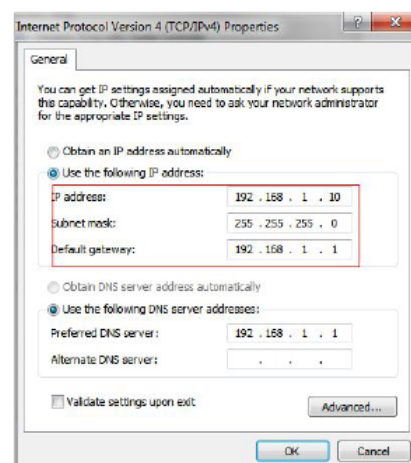 Internet Protocol Version 4 (TCP/IPv4) Properties
General
You can get IP settings assigned automatically if your network supports
this capability. Otherwise, you need to ask your network administrator
for the appropriate IP settings.
Obtain an IP address automatically
Use the following IP address:
IP address: 192 . 168 . 1 . 10
Subnet mask: 255 . 255 . 255 . 0
Default gateway: 192 . 168 . 1 . 1
Obtain DNS server address automatically
Use the following DNS server addresses:
Preferred DNS server: 192 . 168 . 1 . 1
Alternate DNS server: . . .
Validate settings upon exit
Advanced...
OK Cancel